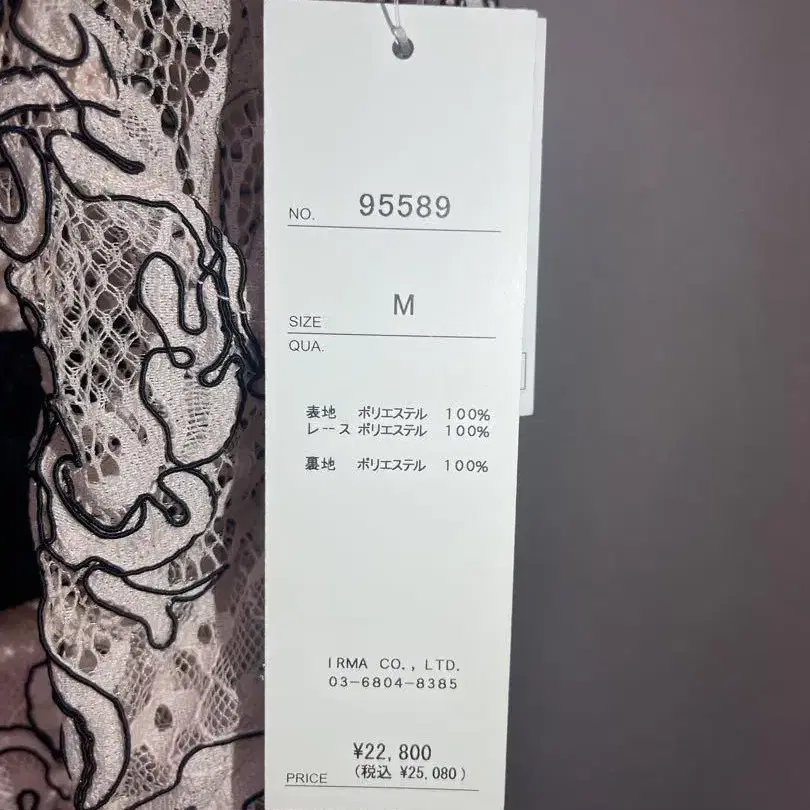 NO. 95589
SIZE M
QUA.
表地 ポリエステル 100%
レース ポリエステル 100%
裏地 ポリエステル 100%
IRMA CO., LTD.
03-6804-8385
¥22,800
PRICE (税込 ¥25,080)